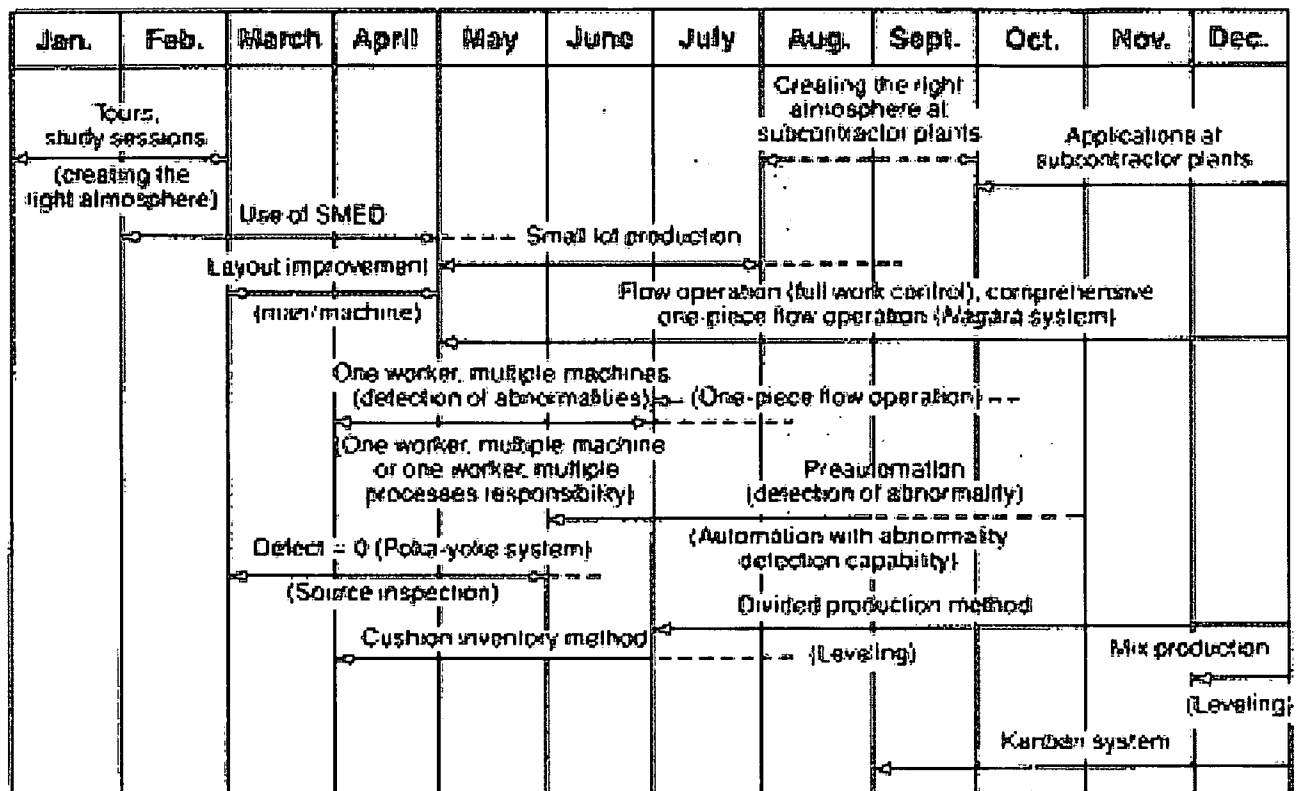 Jan. Feb. March April May June July Aug. Sept. Oct. Nov. Dec.
Creating the right
atmosphere at
subcontractor plants
Tours,
study sessions
(creating the
right atmosphere)
Applications at
subcontractor plants
Use of SMED
Small lot production
Layout improvement
(man/machine)
Flow operation (full work control), comprehensive
one-piece flow operation (Nagara system)
One worker, multiple machines
(detection of abnormalities)
(One-piece flow operation)
(One worker, multiple machine
or one worker, multiple
processes responsibility)
Preautomation
(detection of abnormality)
(Automation with abnormality
detection capability)
Defect = 0 (Poka-yoke system)
(Source inspection)
Divided production method
Cushion inventory method
(Leveling)
Mix production
(Leveling)
Kanban system